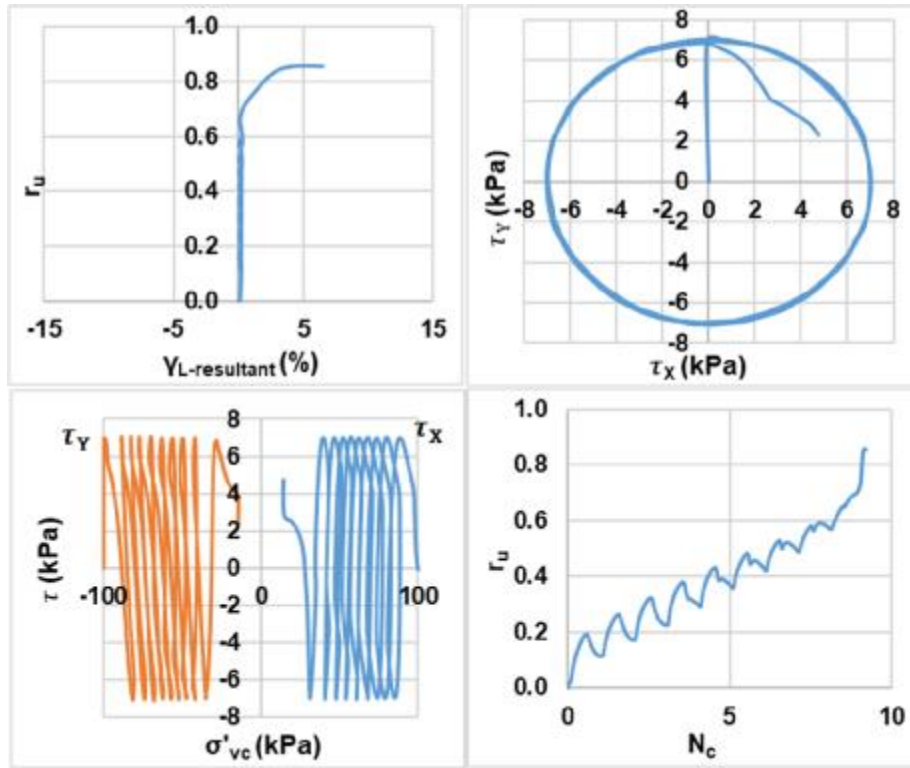 1.0
0.8
0.6
0.4
0.2
0.0
rᵤ
-15 -5 5 15
γL-resultant (%)
8
6
4
2
0
-2
-4
-6
-8
τY (kPa)
-8 -6 -4 -2 0 2 4 6 8
τX (kPa)
τY
τX
8
6
4
2
0
-2
-4
-6
-8
τ (kPa)
-100 0 100
σ'vc (kPa)
1.0
0.8
0.6
0.4
0.2
0.0
rᵤ
0 5 10
Nc